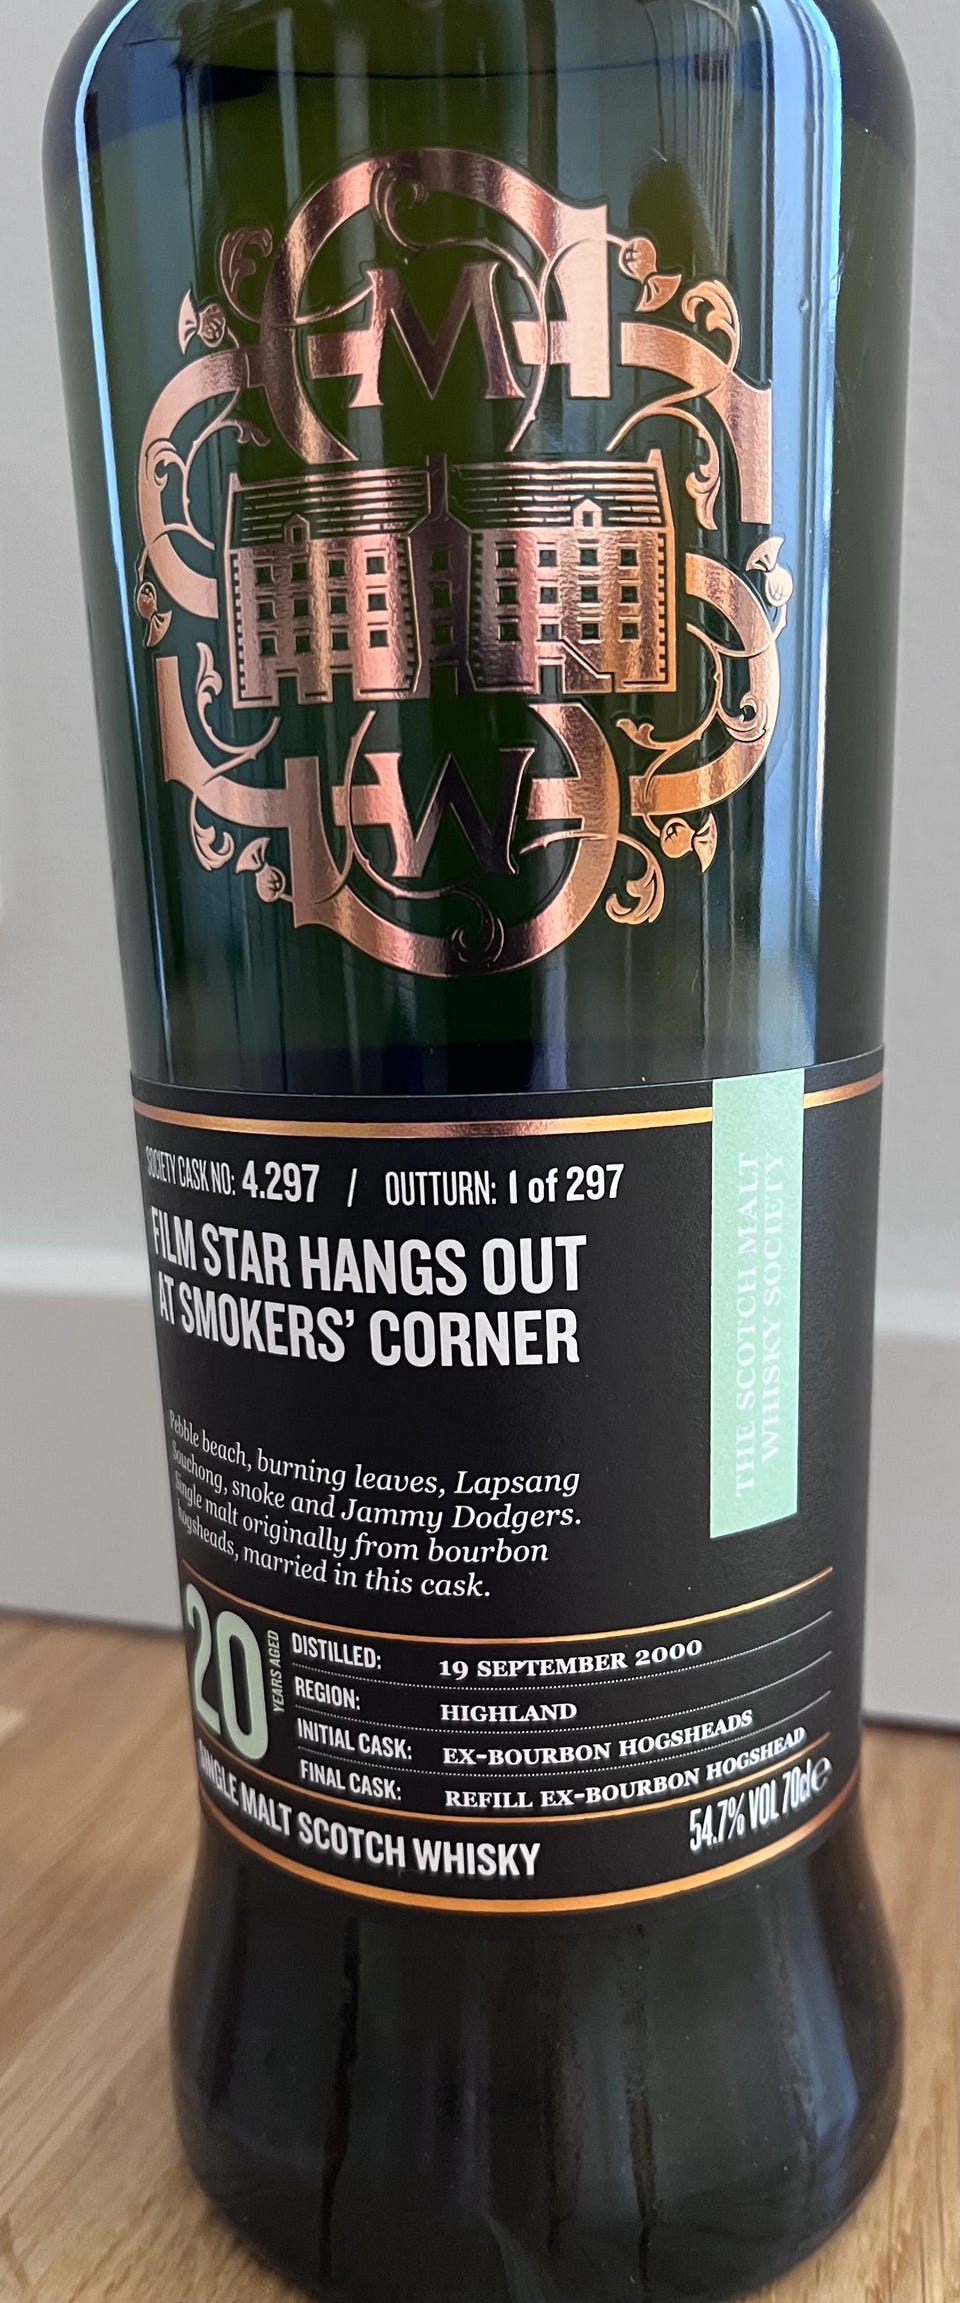 M
W
SOCIETY CASK NO: 4.297 / OUTTURN: 1 of 297
FILM STAR HANGS OUT
AT SMOKERS' CORNER
Pebble beach, burning leaves, Lapsang
Souchong, snoke and Jammy Dodgers.
Single malt originally from bourbon
hogsheads, married in this cask.
THE SCOTCH MALT
WHISKY SOCIETY
20
YEARS AGED
DISTILLED: 19 SEPTEMBER 2000
REGION: HIGHLAND
INITIAL CASK: EX-BOURBON HOGSHEADS
FINAL CASK: REFILL EX-BOURBON HOGSHEAD
SINGLE MALT SCOTCH WHISKY
54.7% VOL 70cl℮